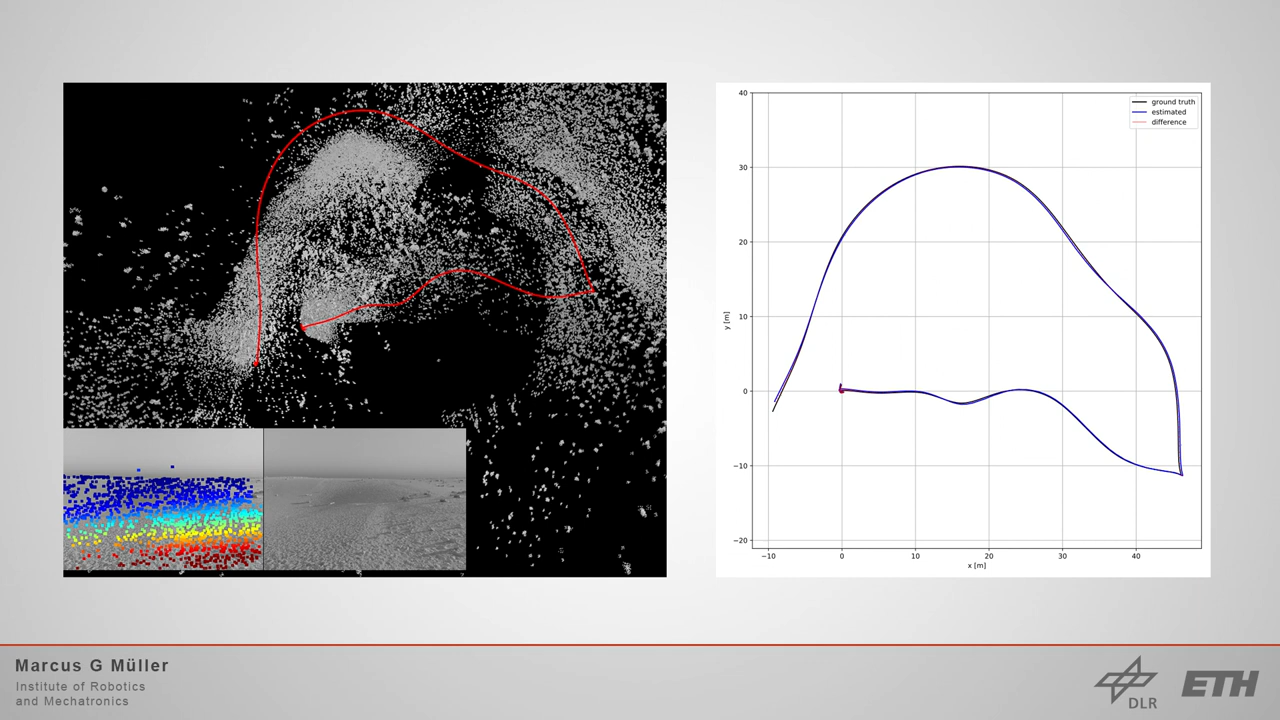 40
30
20
10
0
−10
−20
y [m]
−10
0
10
20
30
40
x [m]
ground truth
estimated
difference
Marcus G Müller
Institute of Robotics
and Mechatronics
DLR
ETH